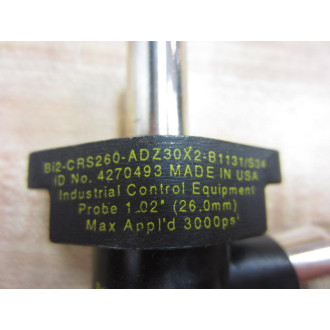 Bi2-CRS260-ADZ30X2-B1131/S34
ID No. 4270493 MADE IN USA
Industrial Control Equipment
Probe 1.02" (26.0mm)
Max Appl'd 3000psi